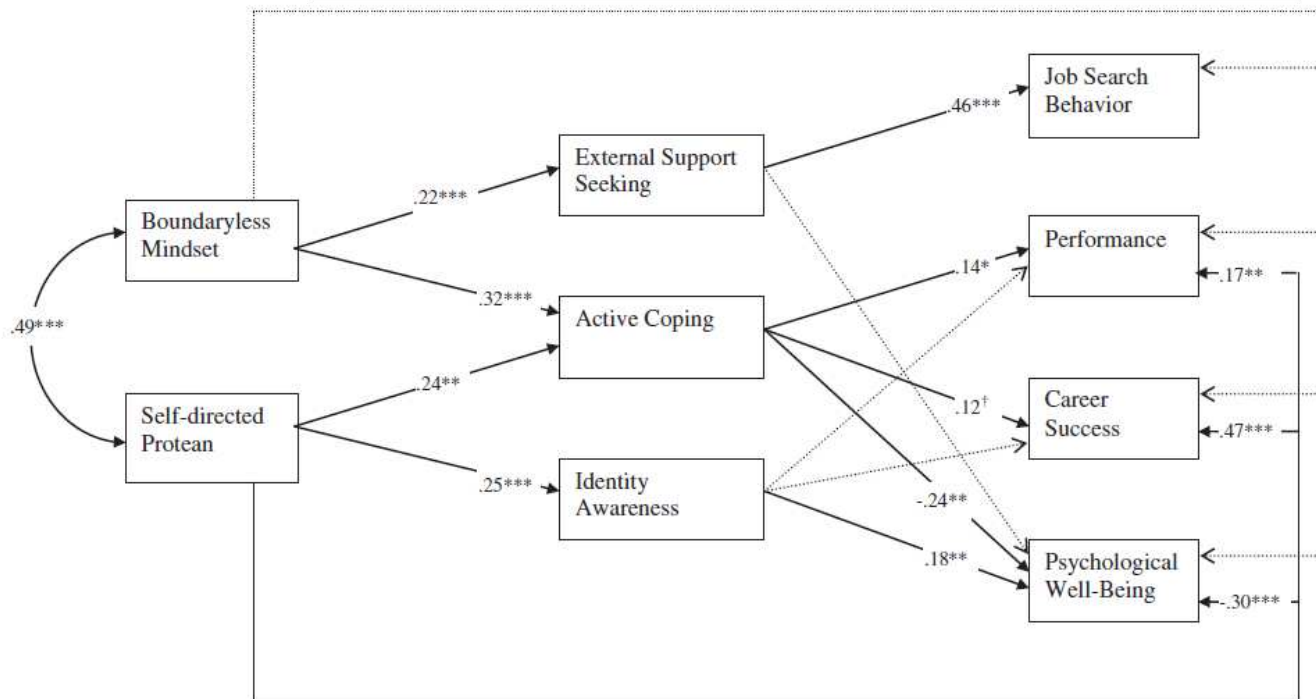 Job Search
Behavior
.46***
External Support
Seeking
.22***
Boundaryless
Mindset
Performance
.14*
.17**
.32***
Active Coping
.49***
.24**
Self-directed
Protean
Career
Success
.12†
.47***
.25***
Identity
Awareness
-.24**
.18**
Psychological
Well-Being
-.30***